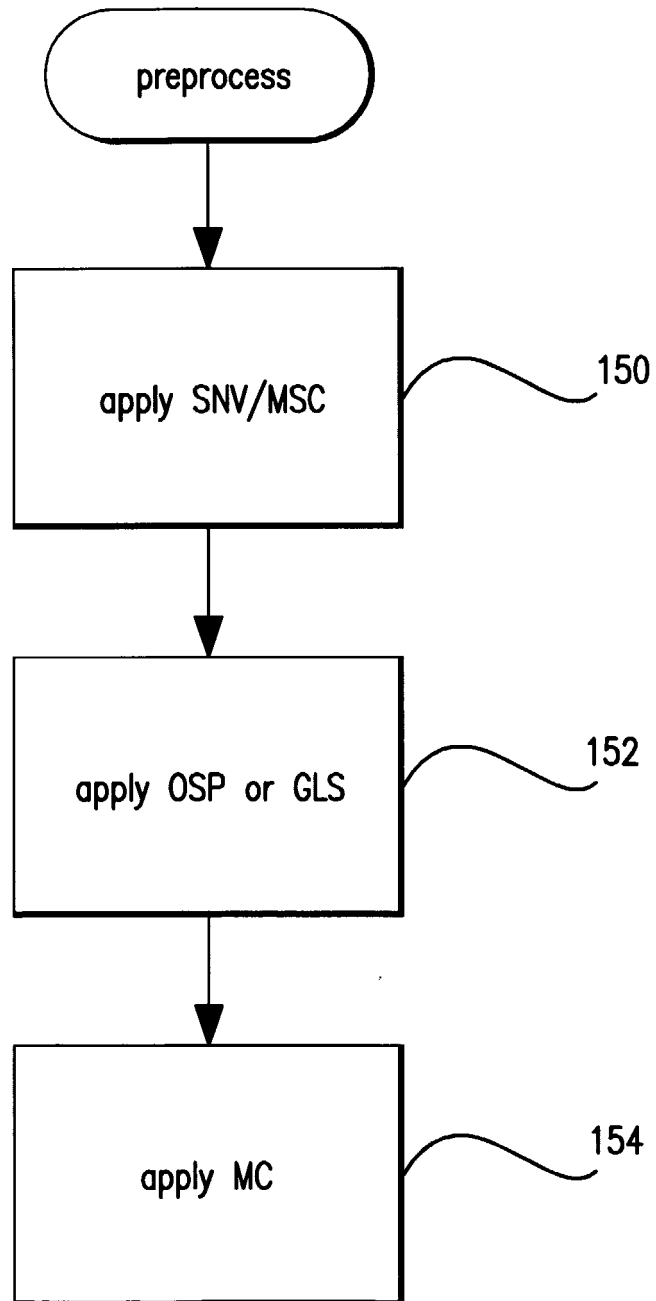 preprocess
apply SNV/MSC
150
apply OSP or GLS
152
apply MC
154